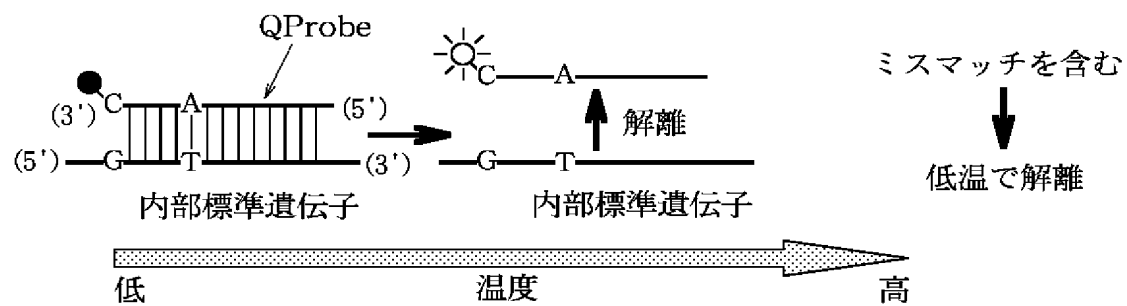 QProbe
C A
(3') (5')
(5') G T (3')
内部標準遺伝子
C A
解離
G T
内部標準遺伝子
ミスマッチを含む
低温で解離
低 温度 高